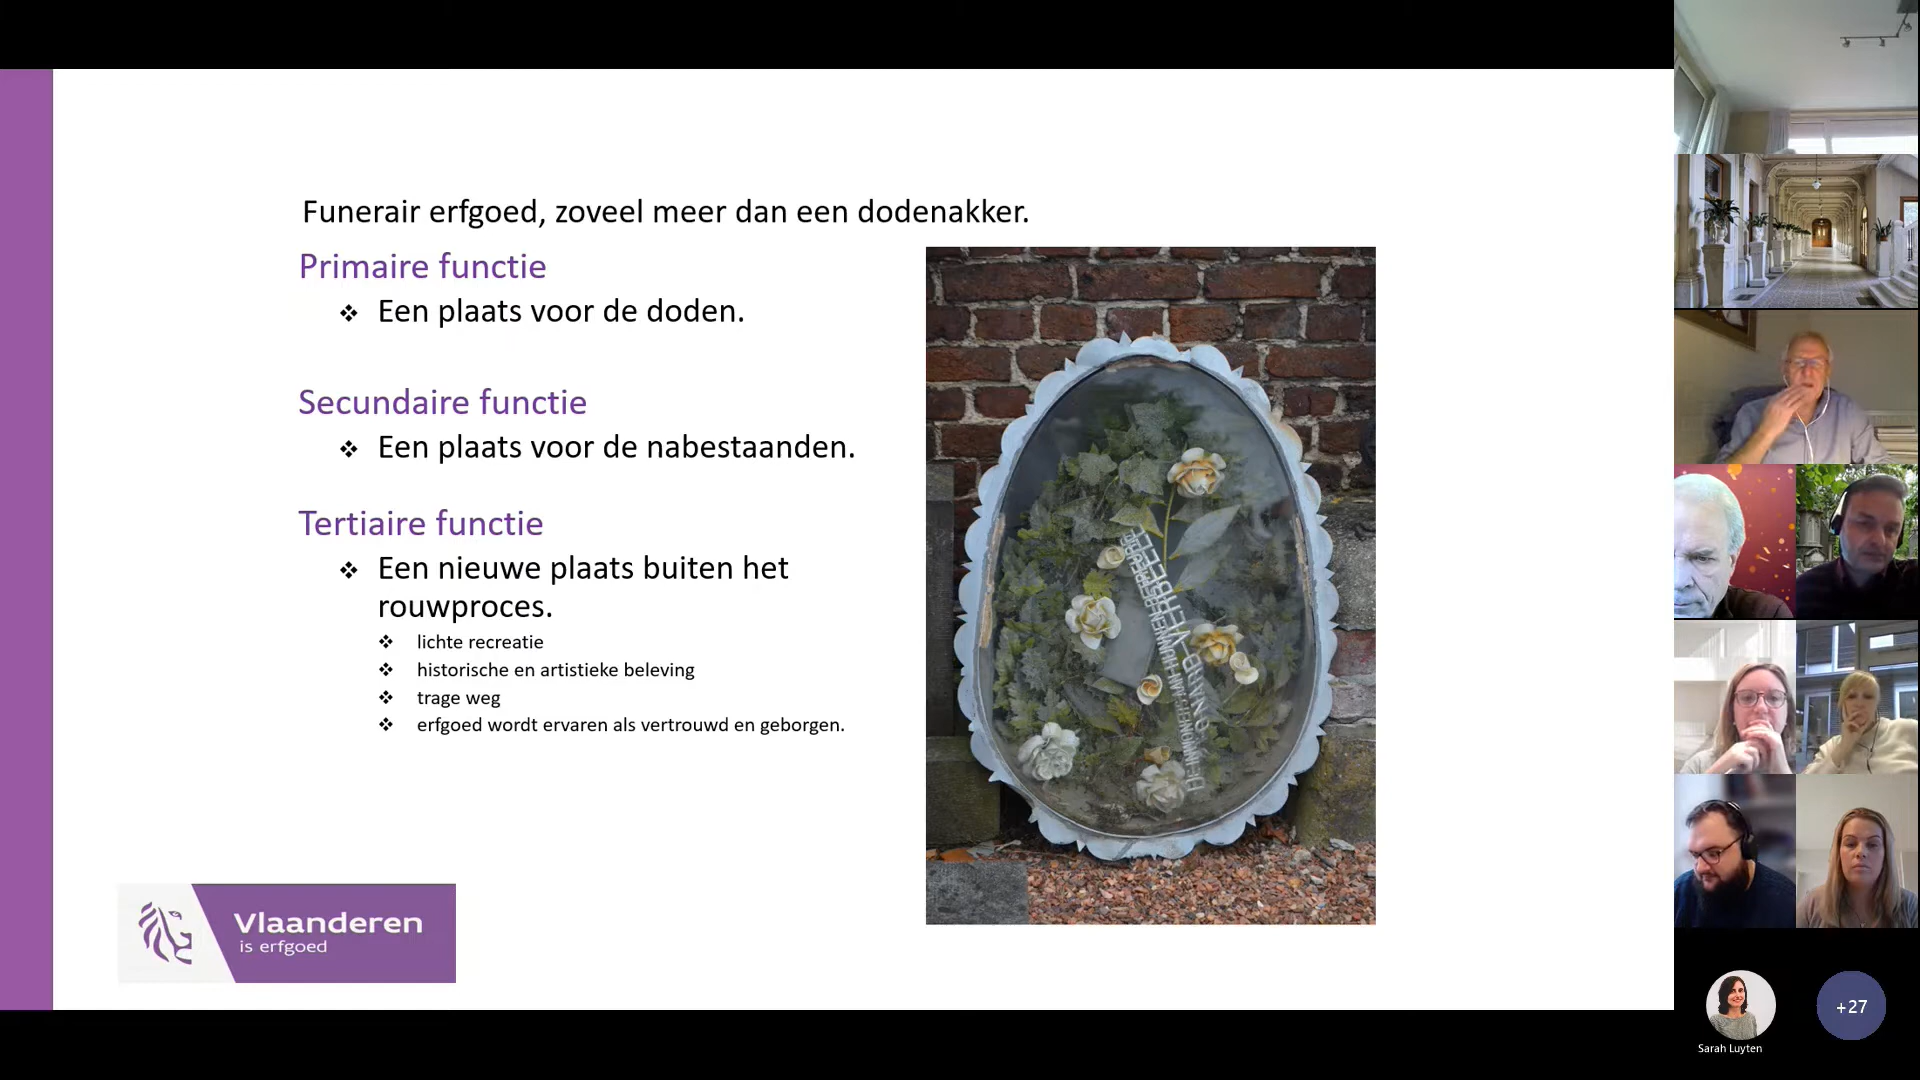 Funerair erfgoed, zoveel meer dan een dodenakker.
Primaire functie
❖ Een plaats voor de doden.
Secundaire functie
❖ Een plaats voor de nabestaanden.
Tertiaire functie
❖ Een nieuwe plaats buiten het
rouwproces.
❖ lichte recreatie
❖ historische en artistieke beleving
❖ trage weg
❖ erfgoed wordt ervaren als vertrouwd en geborgen.
Vlaanderen
is erfgoed
+27
Sarah Luyten